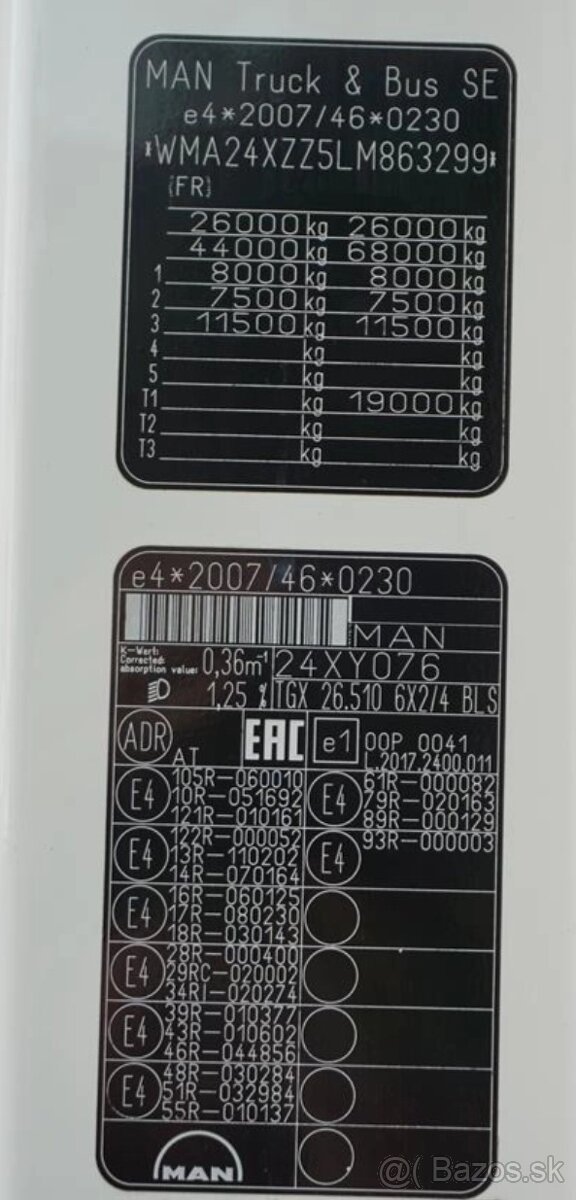 MAN Truck & Bus SE
e4*2007/46*0230
*WMA24XZZ5LM863299*
(FR)
26000 kg 26000 kg
44000 kg 68000 kg
1 8000 kg 8000 kg
2 7500 kg 7500 kg
3 11500 kg 11500 kg
4 kg kg
5 kg kg
T1 kg 19000 kg
T2 kg kg
T3 kg kg
e4*2007/46*0230
MAN
K-Wert:
Corrected
absorption value: 0,36m⁻¹ 24XY076
1,25 % TGX 26.510 6X2/4 BLS
ADR AT EAC e1 00P 0041
L.2017.2400.011
E4 105R-060010 E4 61R-000082
10R-051692 79R-020163
121R-010161 89R-000129
E4 122R-000052 E4 93R-000003
13R-110202
14R-070164
E4 16R-060125
17R-080230
18R-030143
E4 28R-000400
29RC-020002
34RI-020274
E4 39R-010377
43R-010602
46R-044856
E4 48R-030284
51R-032984
55R-010137
MAN
@( Bazos.sk